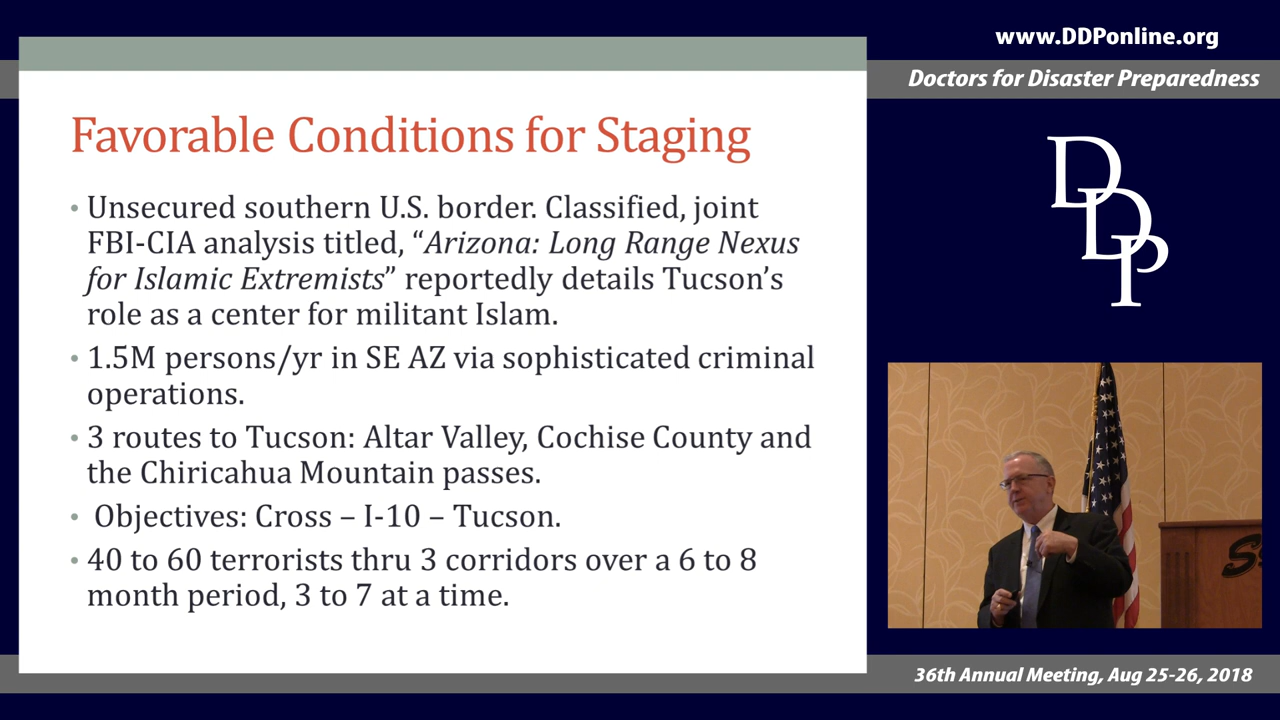 www.DDPonline.org
Doctors for Disaster Preparedness
Favorable Conditions for Staging
• Unsecured southern U.S. border. Classified, joint
FBI-CIA analysis titled, “Arizona: Long Range Nexus
for Islamic Extremists” reportedly details Tucson’s
role as a center for militant Islam.
• 1.5M persons/yr in SE AZ via sophisticated criminal
operations.
• 3 routes to Tucson: Altar Valley, Cochise County and
the Chiricahua Mountain passes.
• Objectives: Cross – I-10 – Tucson.
• 40 to 60 terrorists thru 3 corridors over a 6 to 8
month period, 3 to 7 at a time.
DDP
36th Annual Meeting, Aug 25-26, 2018